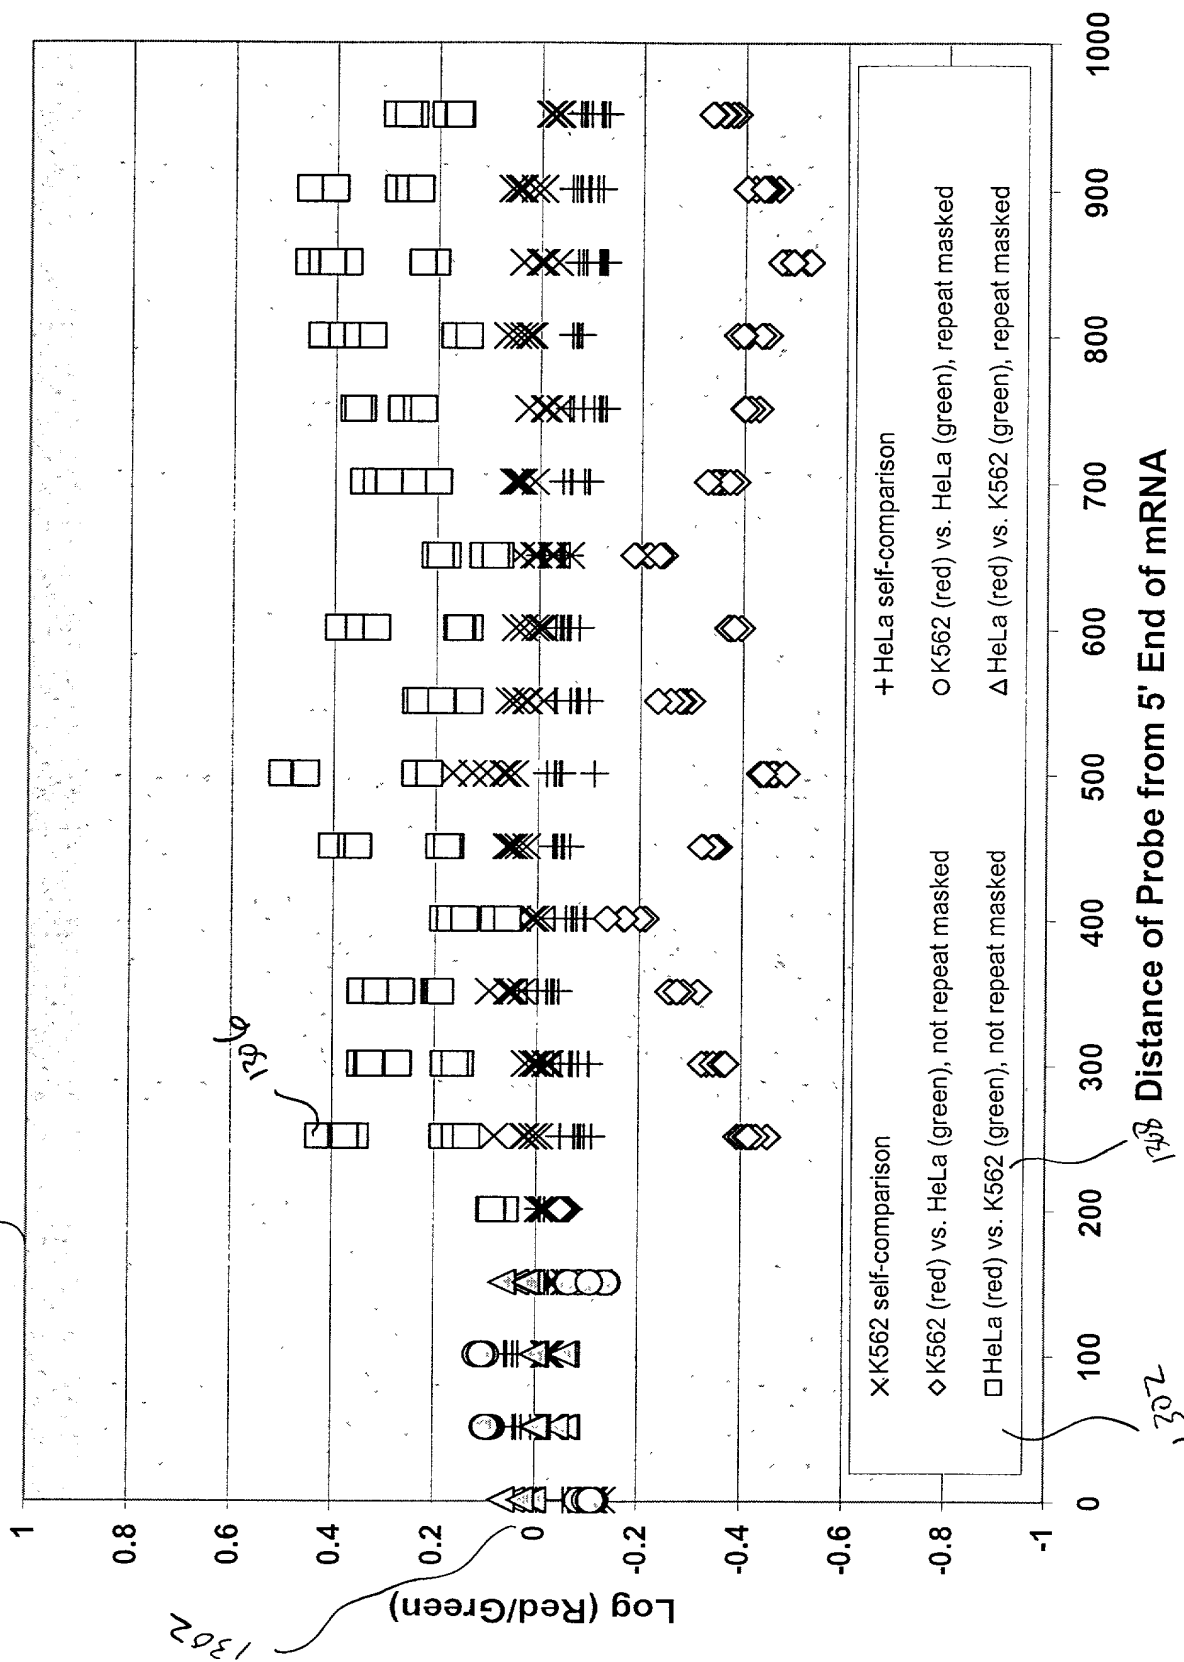 1
0.8
0.6
0.4
0.2
0
-0.2
-0.4
-0.6
-0.8
-1
Log (Red/Green)
0 100 200 300 400 500 600 700 800 900 1000
Distance of Probe from 5' End of mRNA
×K562 self-comparison
+HeLa self-comparison
◇K562 (red) vs. HeLa (green), not repeat masked
○K562 (red) vs. HeLa (green), repeat masked
□HeLa (red) vs. K562 (green), not repeat masked
△HeLa (red) vs. K562 (green), repeat masked
1302
1306
1308
1302